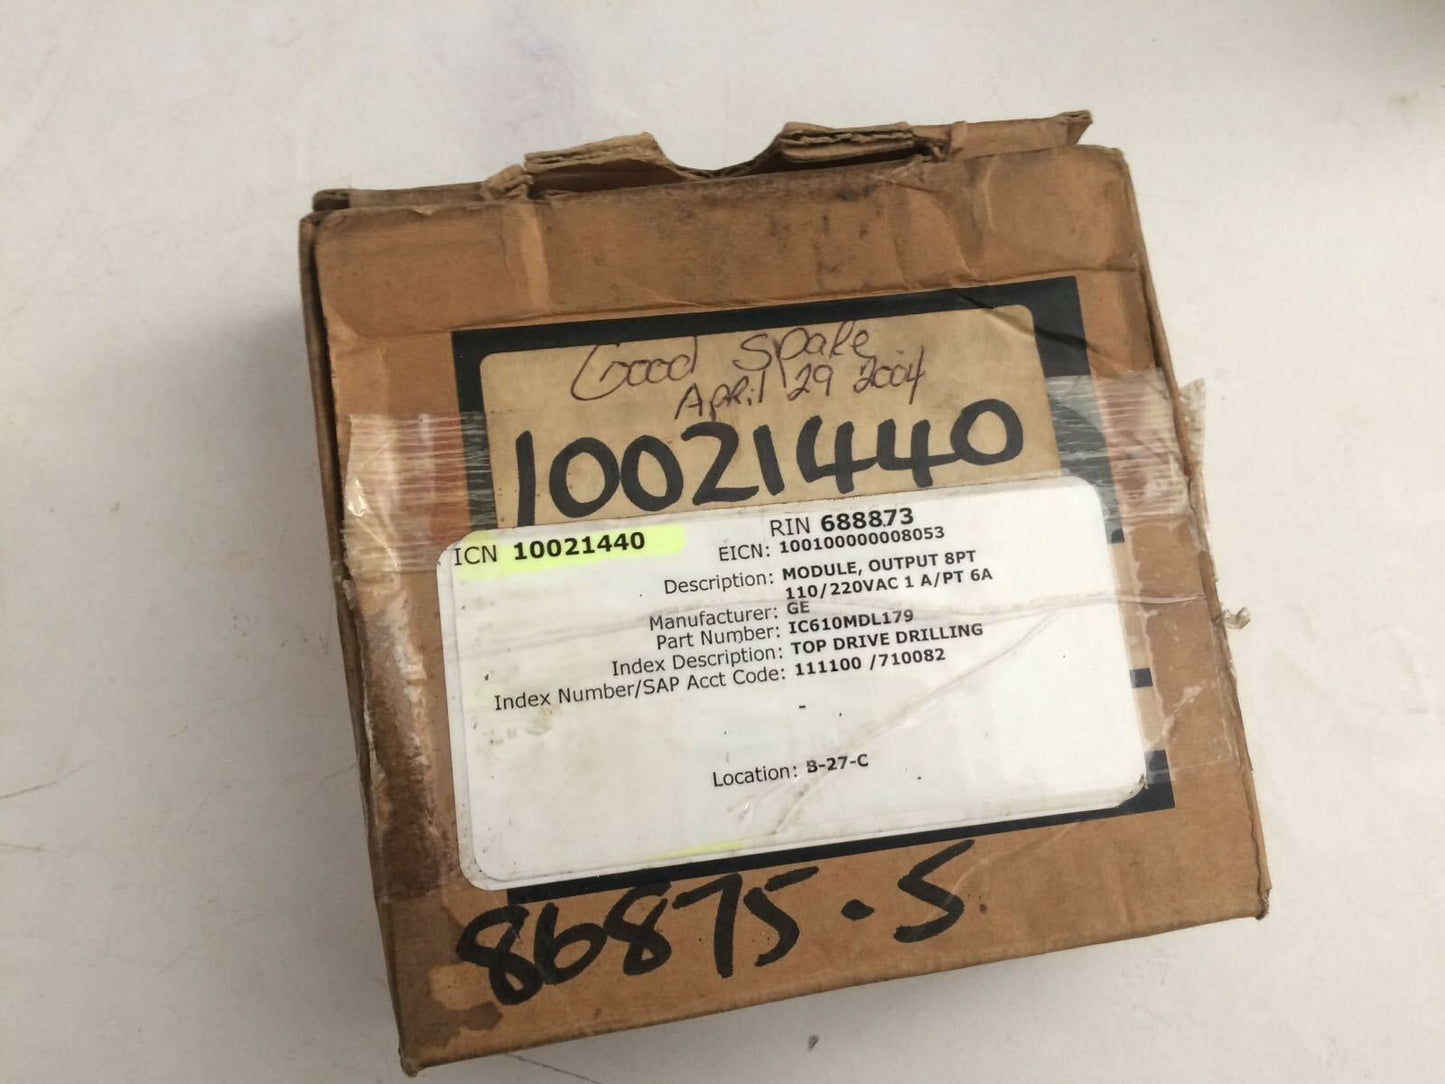 Good Spare
April 29 2004
10021440
ICN 10021440
RIN 688873
EICN: 100100000008053
Description: MODULE, OUTPUT 8PT
110/220VAC 1 A/PT 6A
Manufacturer: GE
Part Number: IC610MDL179
Index Description: TOP DRIVE DRILLING
Index Number/SAP Acct Code: 111100 /710082
-
Location: B-27-C
86875-S